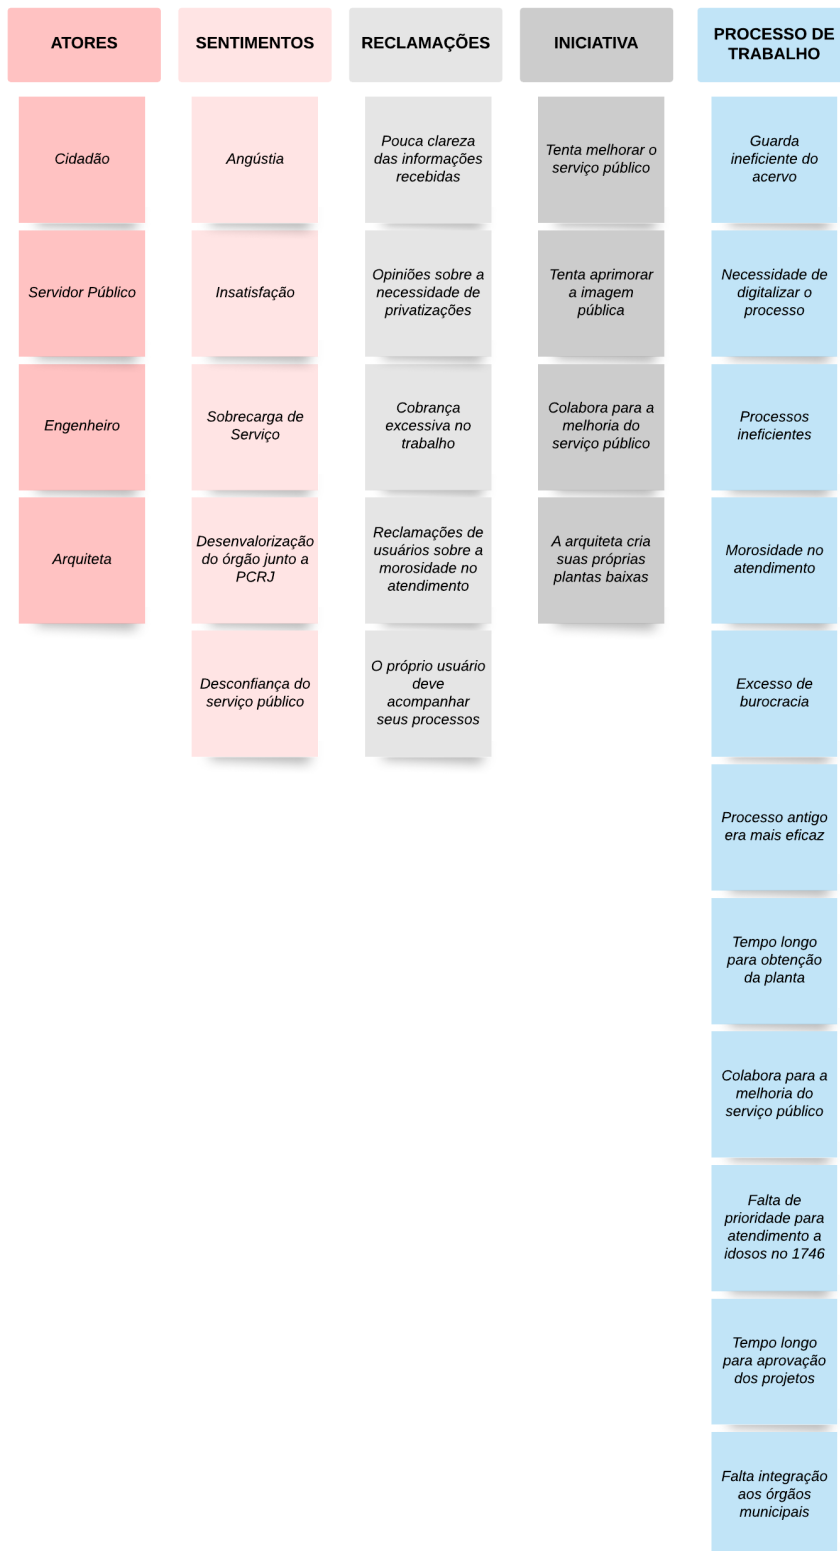 ATORES
Cidadão
Servidor Público
Engenheiro
Arquiteta
SENTIMENTOS
Angústia
Insatisfação
Sobrecarga de
Serviço
Desenvalorização
do órgão junto a
PCRJ
Desconfiança do
serviço público
RECLAMAÇÕES
Pouca clareza
das informações
recebidas
Opiniões sobre a
necessidade de
privatizações
Cobrança
excessiva no
trabalho
Reclamações de
usuários sobre a
morosidade no
atendimento
O próprio usuário
deve
acompanhar
seus processos
INICIATIVA
Tenta melhorar o
serviço público
Tenta aprimorar
a imagem
pública
Colabora para a
melhoria do
serviço público
A arquiteta cria
suas próprias
plantas baixas
PROCESSO DE
TRABALHO
Guarda
ineficiente do
acervo
Necessidade de
digitalizar o
processo
Processos
ineficientes
Morosidade no
atendimento
Excesso de
burocracia
Processo antigo
era mais eficaz
Tempo longo
para obtenção
da planta
Colabora para a
melhoria do
serviço público
Falta de
prioridade para
atendimento a
idosos no 1746
Tempo longo
para aprovação
dos projetos
Falta integração
aos órgãos
municipais